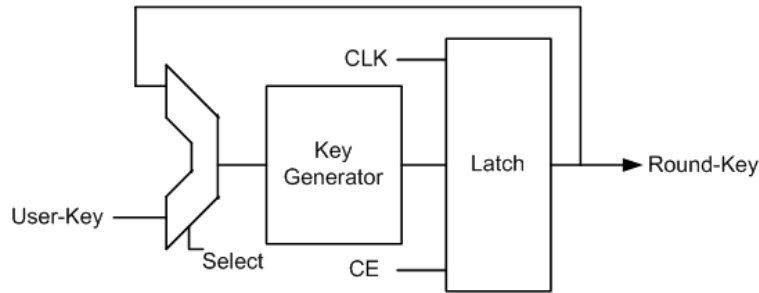 CLK
Key
Generator
Latch
Round-Key
User-Key
Select
CE